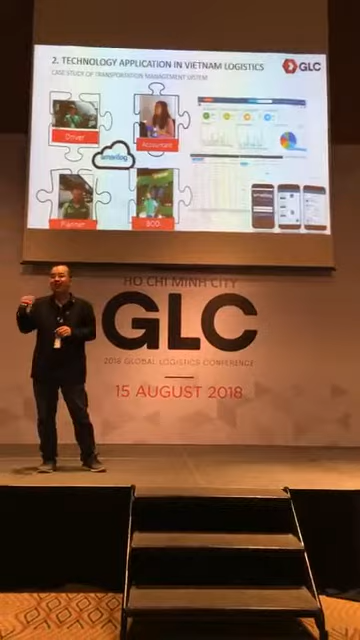 2. TECHNOLOGY APPLICATION IN VIETNAM LOGISTICS
GLC
CASE STUDY OF TRANSPORTATION MANAGEMENT SYSTEM
Driver
Accountant
smartlog
Planner
BOD
HO CHI MINH CITY
GLC
2018 GLOBAL LOGISTICS CONFERENCE
15 AUGUST 2018